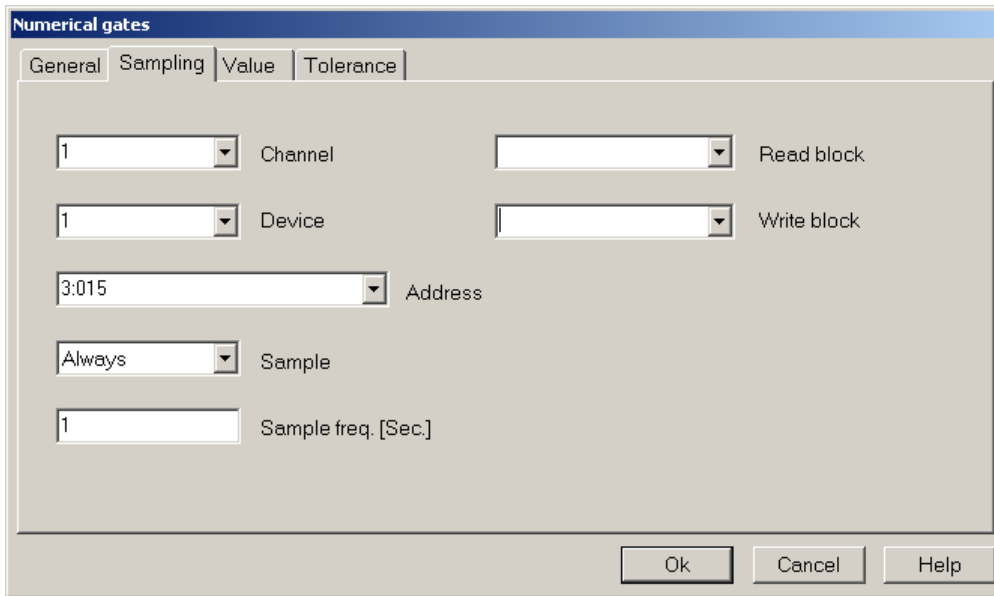 Numerical gates
General Sampling Value Tolerance
1 Channel Read block
1 Device Write block
3:015 Address
Always Sample
1 Sample freq. [Sec.]
Ok Cancel Help